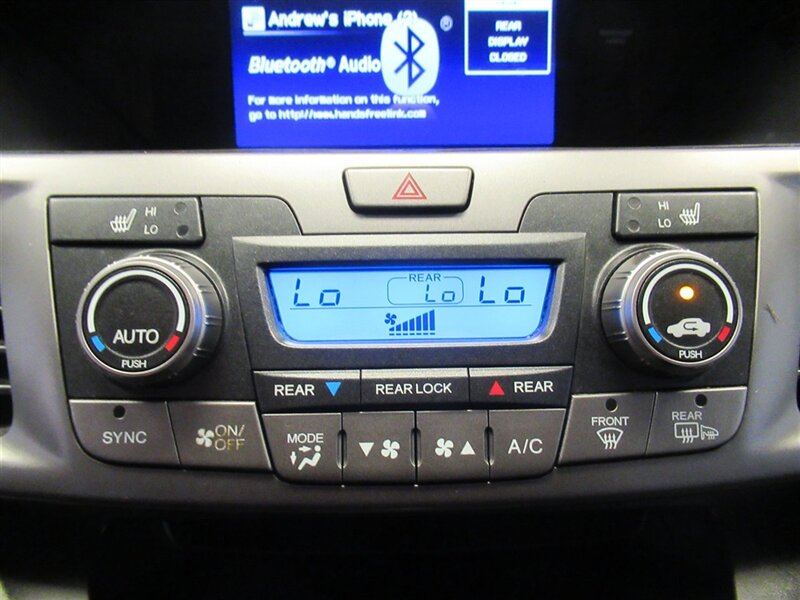 Andrew's iPhone (2)
REAR
DISPLAY
CLOSED
Bluetooth® Audio
For more information on this function,
go to http://www.handsfreelink.com
HI
LO
HI
LO
REAR
Lo Lo Lo
AUTO
PUSH
PUSH
REAR ▼ REAR LOCK ▲ REAR
SYNC
ON/
OFF
MODE
▼
▲
A/C
FRONT
REAR